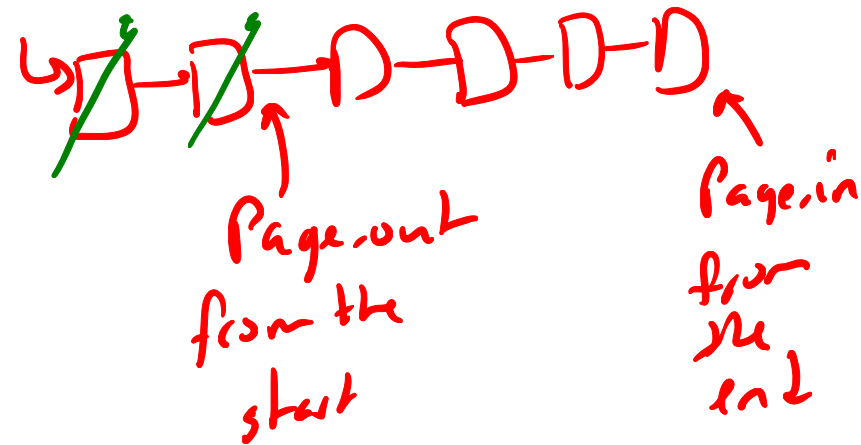 Page-out
from the
start
Page-in
from
the
end